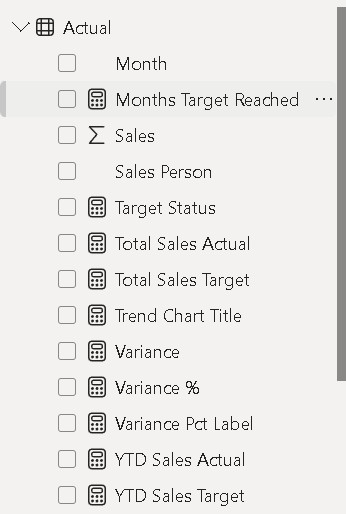 Actual
Month
Months Target Reached
Sales
Sales Person
Target Status
Total Sales Actual
Total Sales Target
Trend Chart Title
Variance
Variance %
Variance Pct Label
YTD Sales Actual
YTD Sales Target